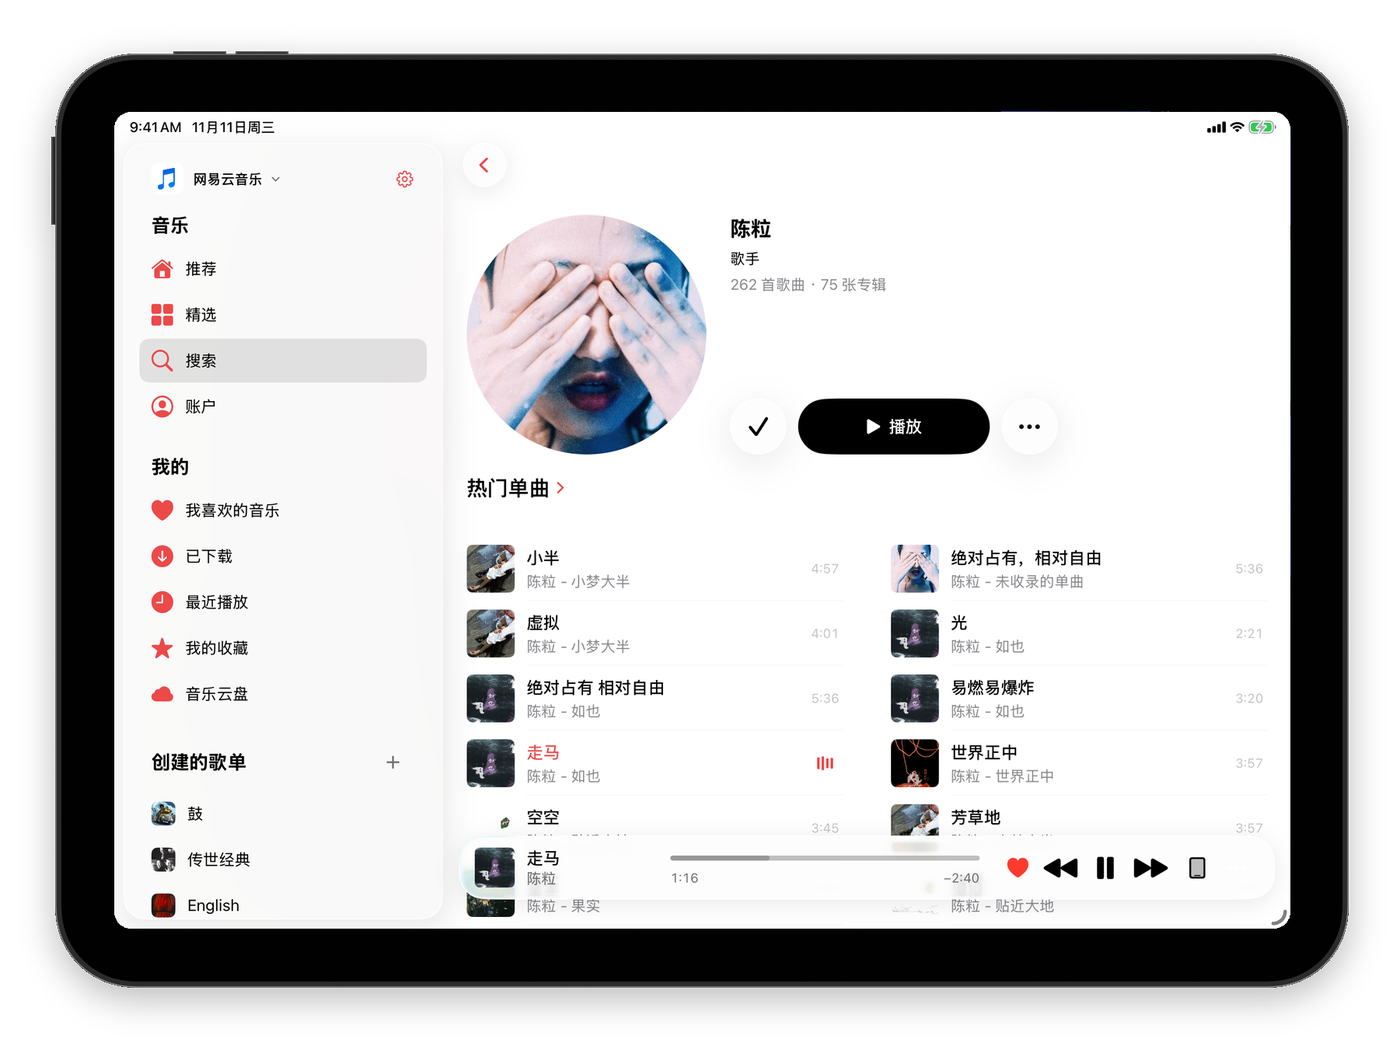 9:41 AM 11月11日周三
网易云音乐
音乐
推荐
精选
搜索
账户
我的
我喜欢的音乐
已下载
最近播放
我的收藏
音乐云盘
创建的歌单
鼓
传世经典
English
陈粒
歌手
262 首歌曲 · 75 张专辑
播放
热门单曲
小半
陈粒 - 小梦大半
4:57
虚拟
陈粒 - 小梦大半
4:01
绝对占有 相对自由
陈粒 - 如也
5:36
走马
陈粒 - 如也
空空
3:45
陈粒 - 果实
绝对占有，相对自由
陈粒 - 未收录的单曲
5:36
光
陈粒 - 如也
2:21
易燃易爆炸
陈粒 - 如也
3:20
世界正中
陈粒 - 世界正中
3:57
芳草地
3:57
陈粒 - 贴近大地
走马
陈粒
1:16
-2:40